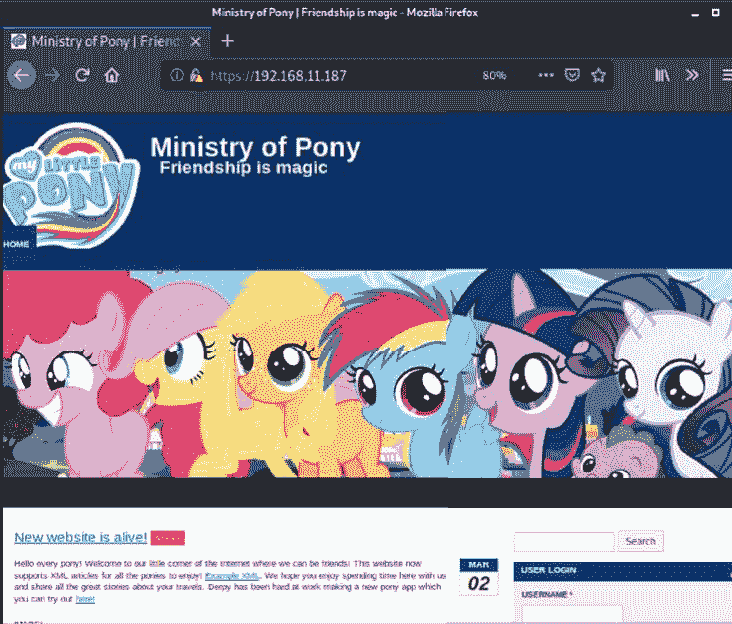 Ministry of Pony | Friendship is magic - Mozilla Firefox
Ministry of Pony | Frienc
https://192.168.11.187
80%
my
LITTLE
PONY
Ministry of Pony
Friendship is magic
HOME
New website is alive!
Hello every pony! Welcome to our little corner of the internet where we can be friends! This website now
supports XML articles for all the ponies to enjoy! Example XML. We hope you enjoy spending time here with us
and share all the great stories about your travels. Derpy has been hard at work making a new pony app which
you can try out here!
MAR
02
Search
USER LOGIN
USERNAME *